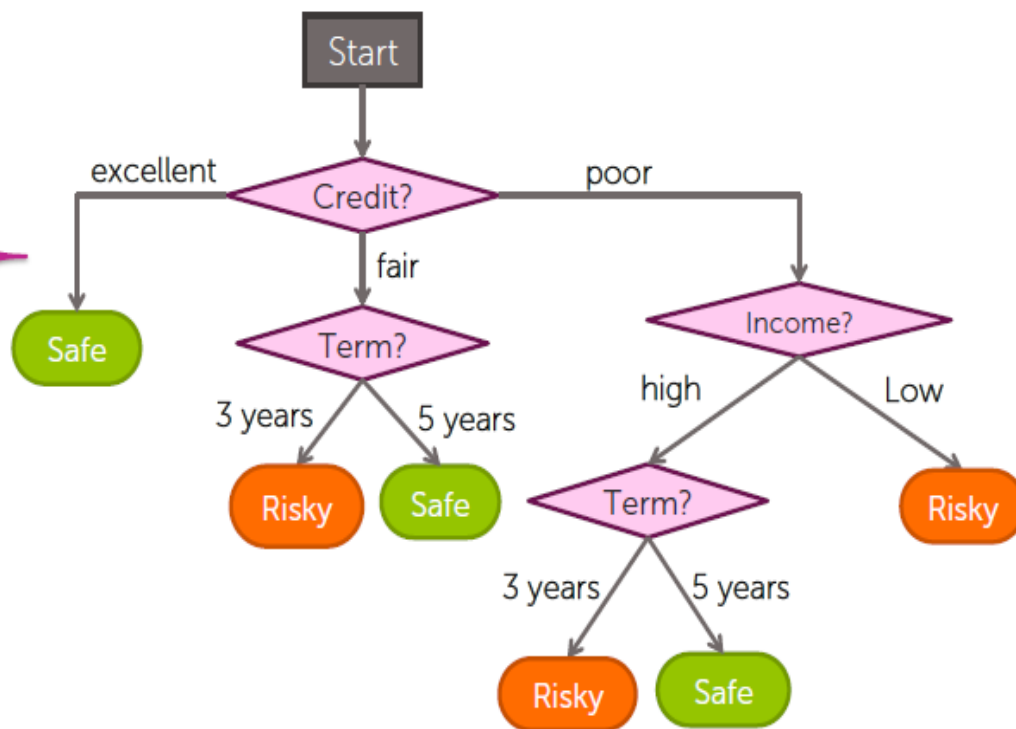 Start
excellent
Credit?
poor
fair
Safe
Term?
Income?
3 years
5 years
high
Low
Risky
Safe
Term?
Risky
3 years
5 years
Risky
Safe